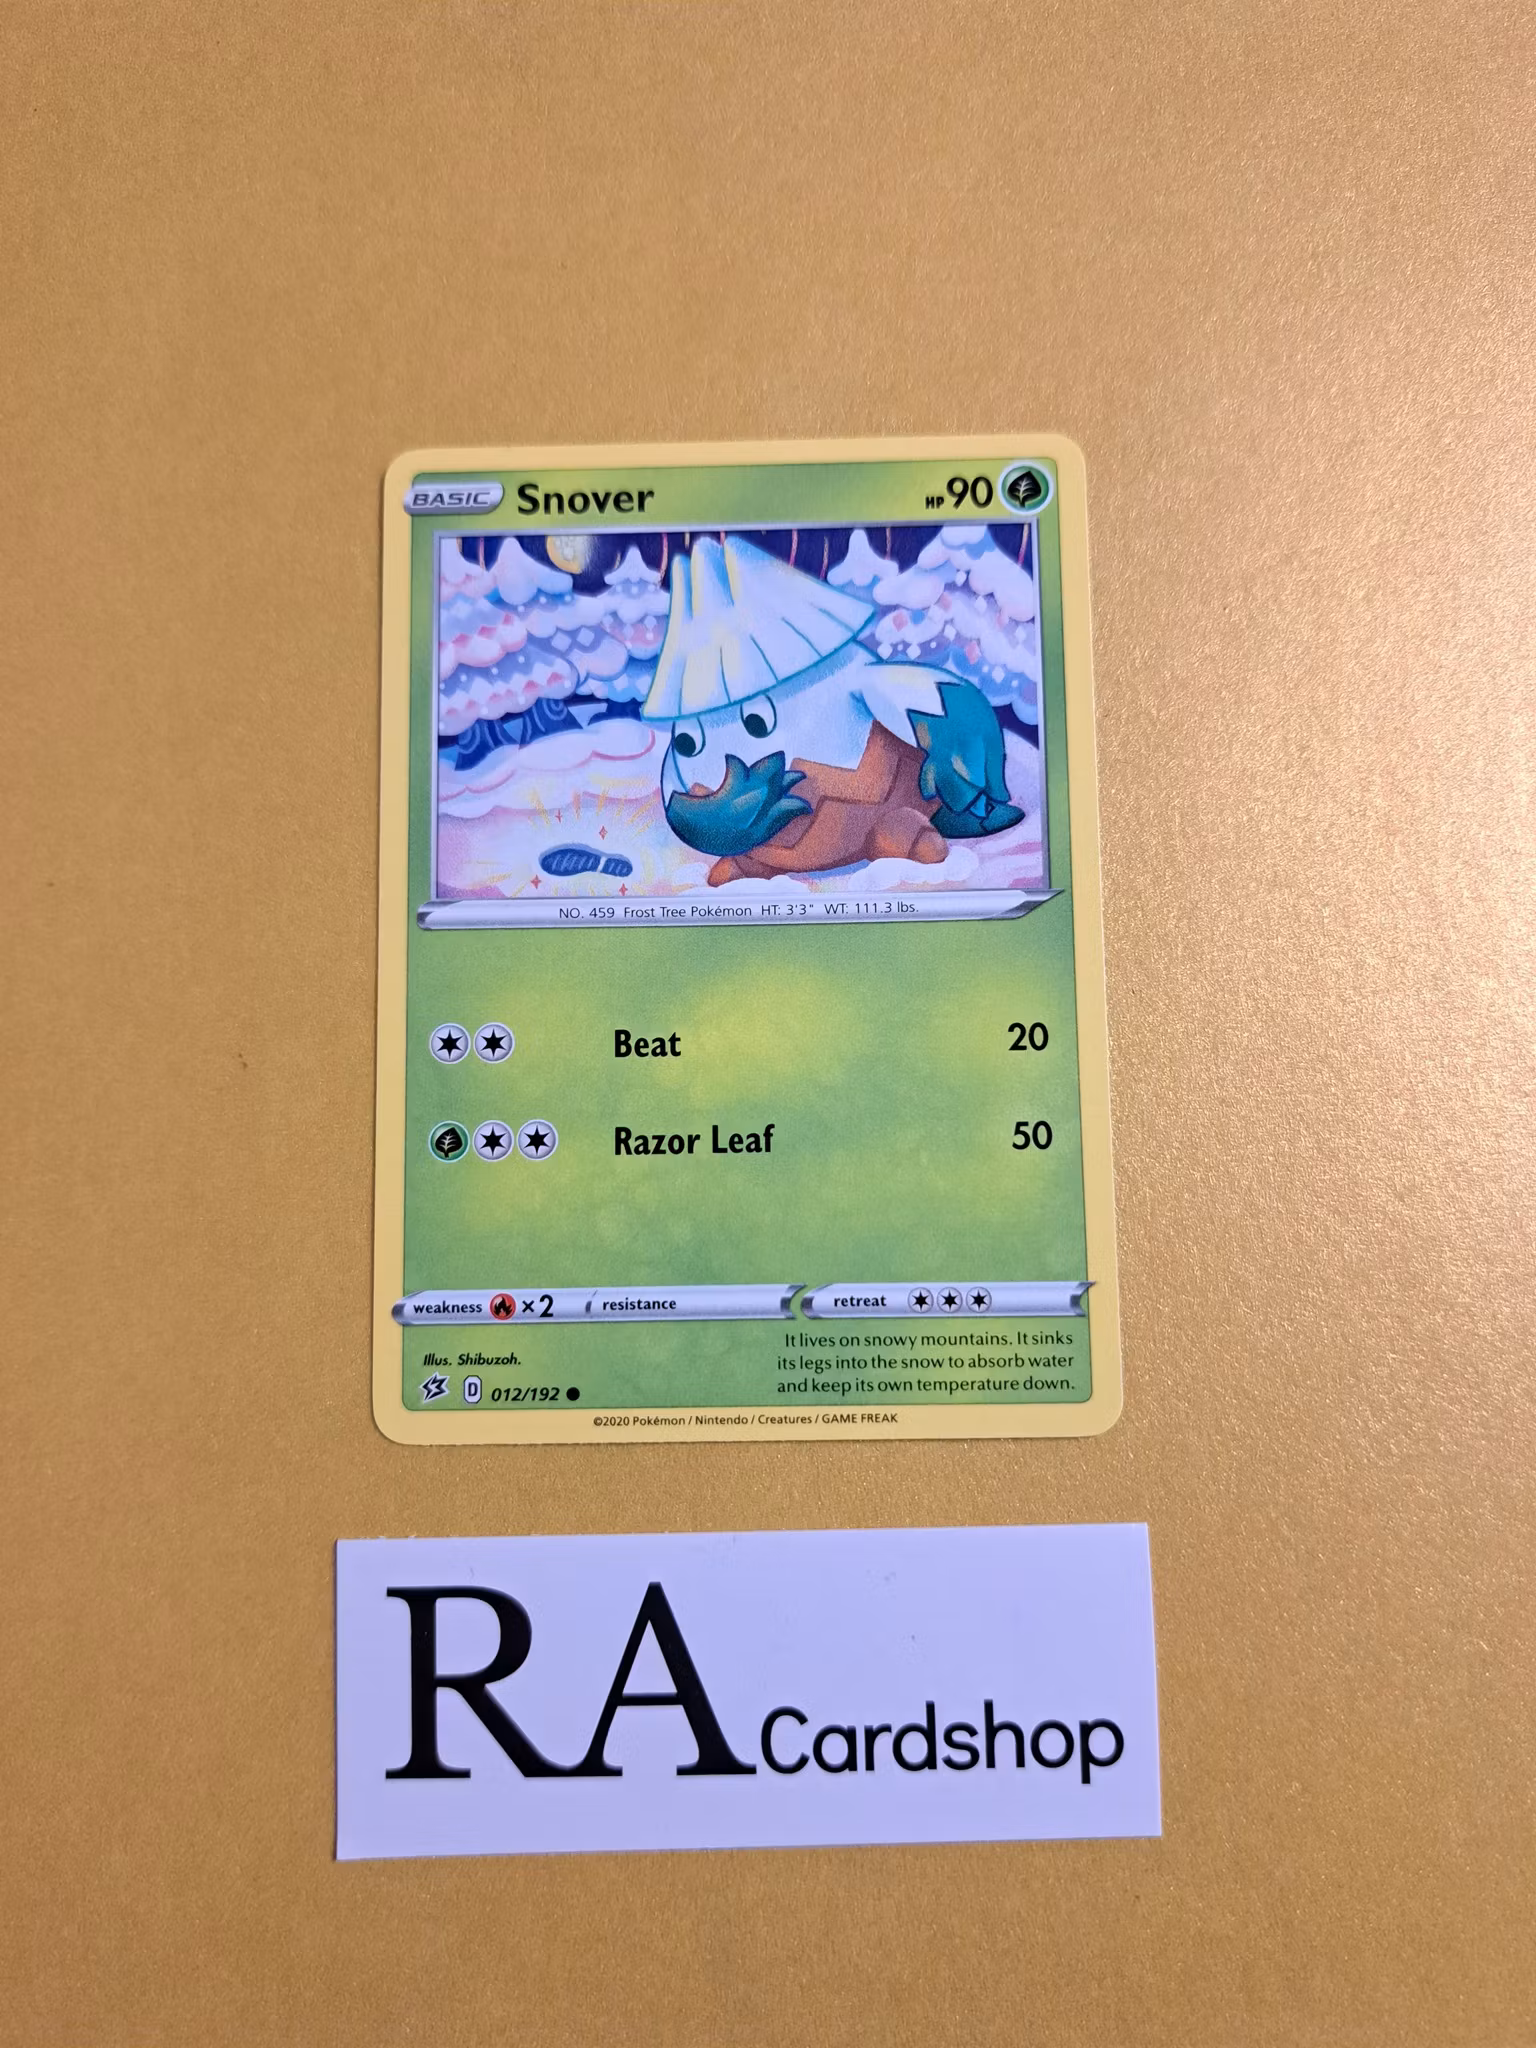 BASIC Snover HP 90
NO. 459 Frost Tree Pokémon HT: 3'3" WT: 111.3 lbs.
Beat 20
Razor Leaf 50
weakness ×2 resistance retreat
It lives on snowy mountains. It sinks
its legs into the snow to absorb water
and keep its own temperature down.
Illus. Shibuzoh.
D 012/192
©2020 Pokémon / Nintendo / Creatures / GAME FREAK
RA Cardshop